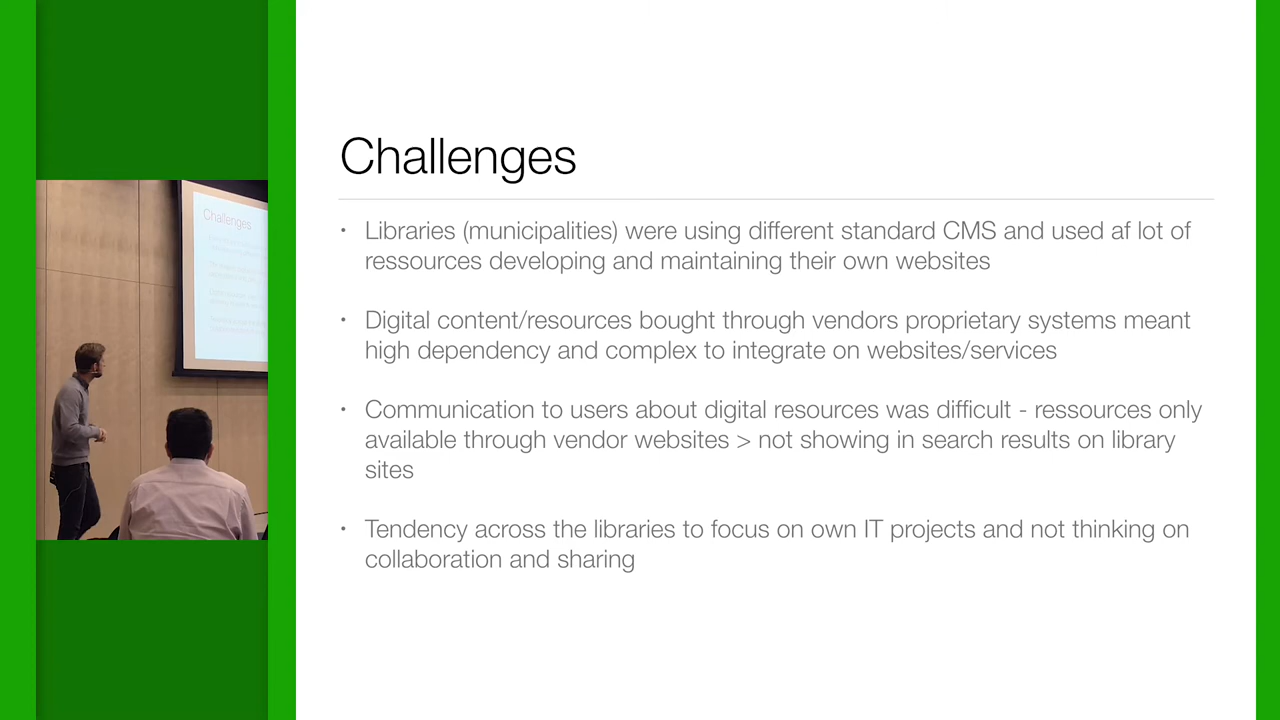 Challenges
• Libraries (municipalities) were using different standard CMS and used af lot of
ressources developing and maintaining their own websites
• Digital content/resources bought through vendors proprietary systems meant
high dependency and complex to integrate on websites/services
• Communication to users about digital resources was difficult - ressources only
available through vendor websites > not showing in search results on library
sites
• Tendency across the libraries to focus on own IT projects and not thinking on
collaboration and sharing
Challenges